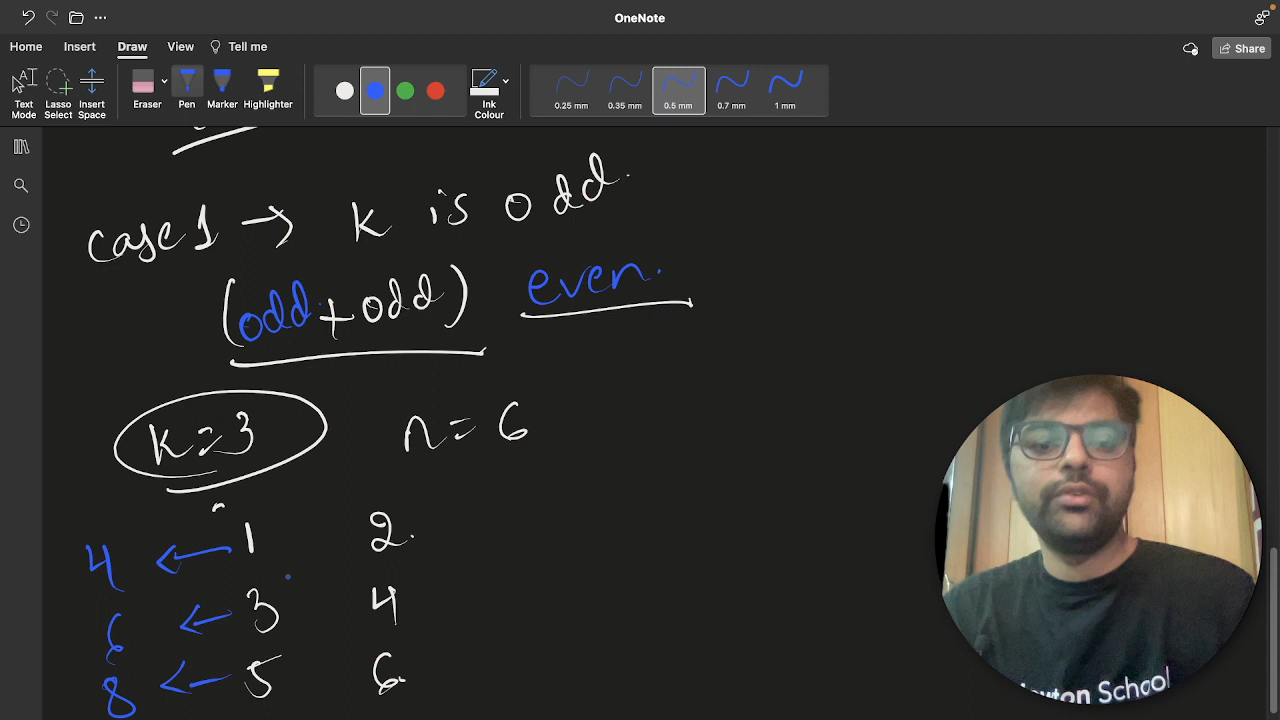 OneNote
Home Insert Draw View Tell me
Share
Text Mode
Lasso Select
Insert Space
Eraser
Pen
Marker
Highlighter
Ink Colour
0.25 mm
0.35 mm
0.5 mm
0.7 mm
1 mm
case 1 → k is odd.
(odd + odd) even.
k = 3 n = 6
4 ← 1 2.
6 ← 3 4
8 ← 5 6.
School